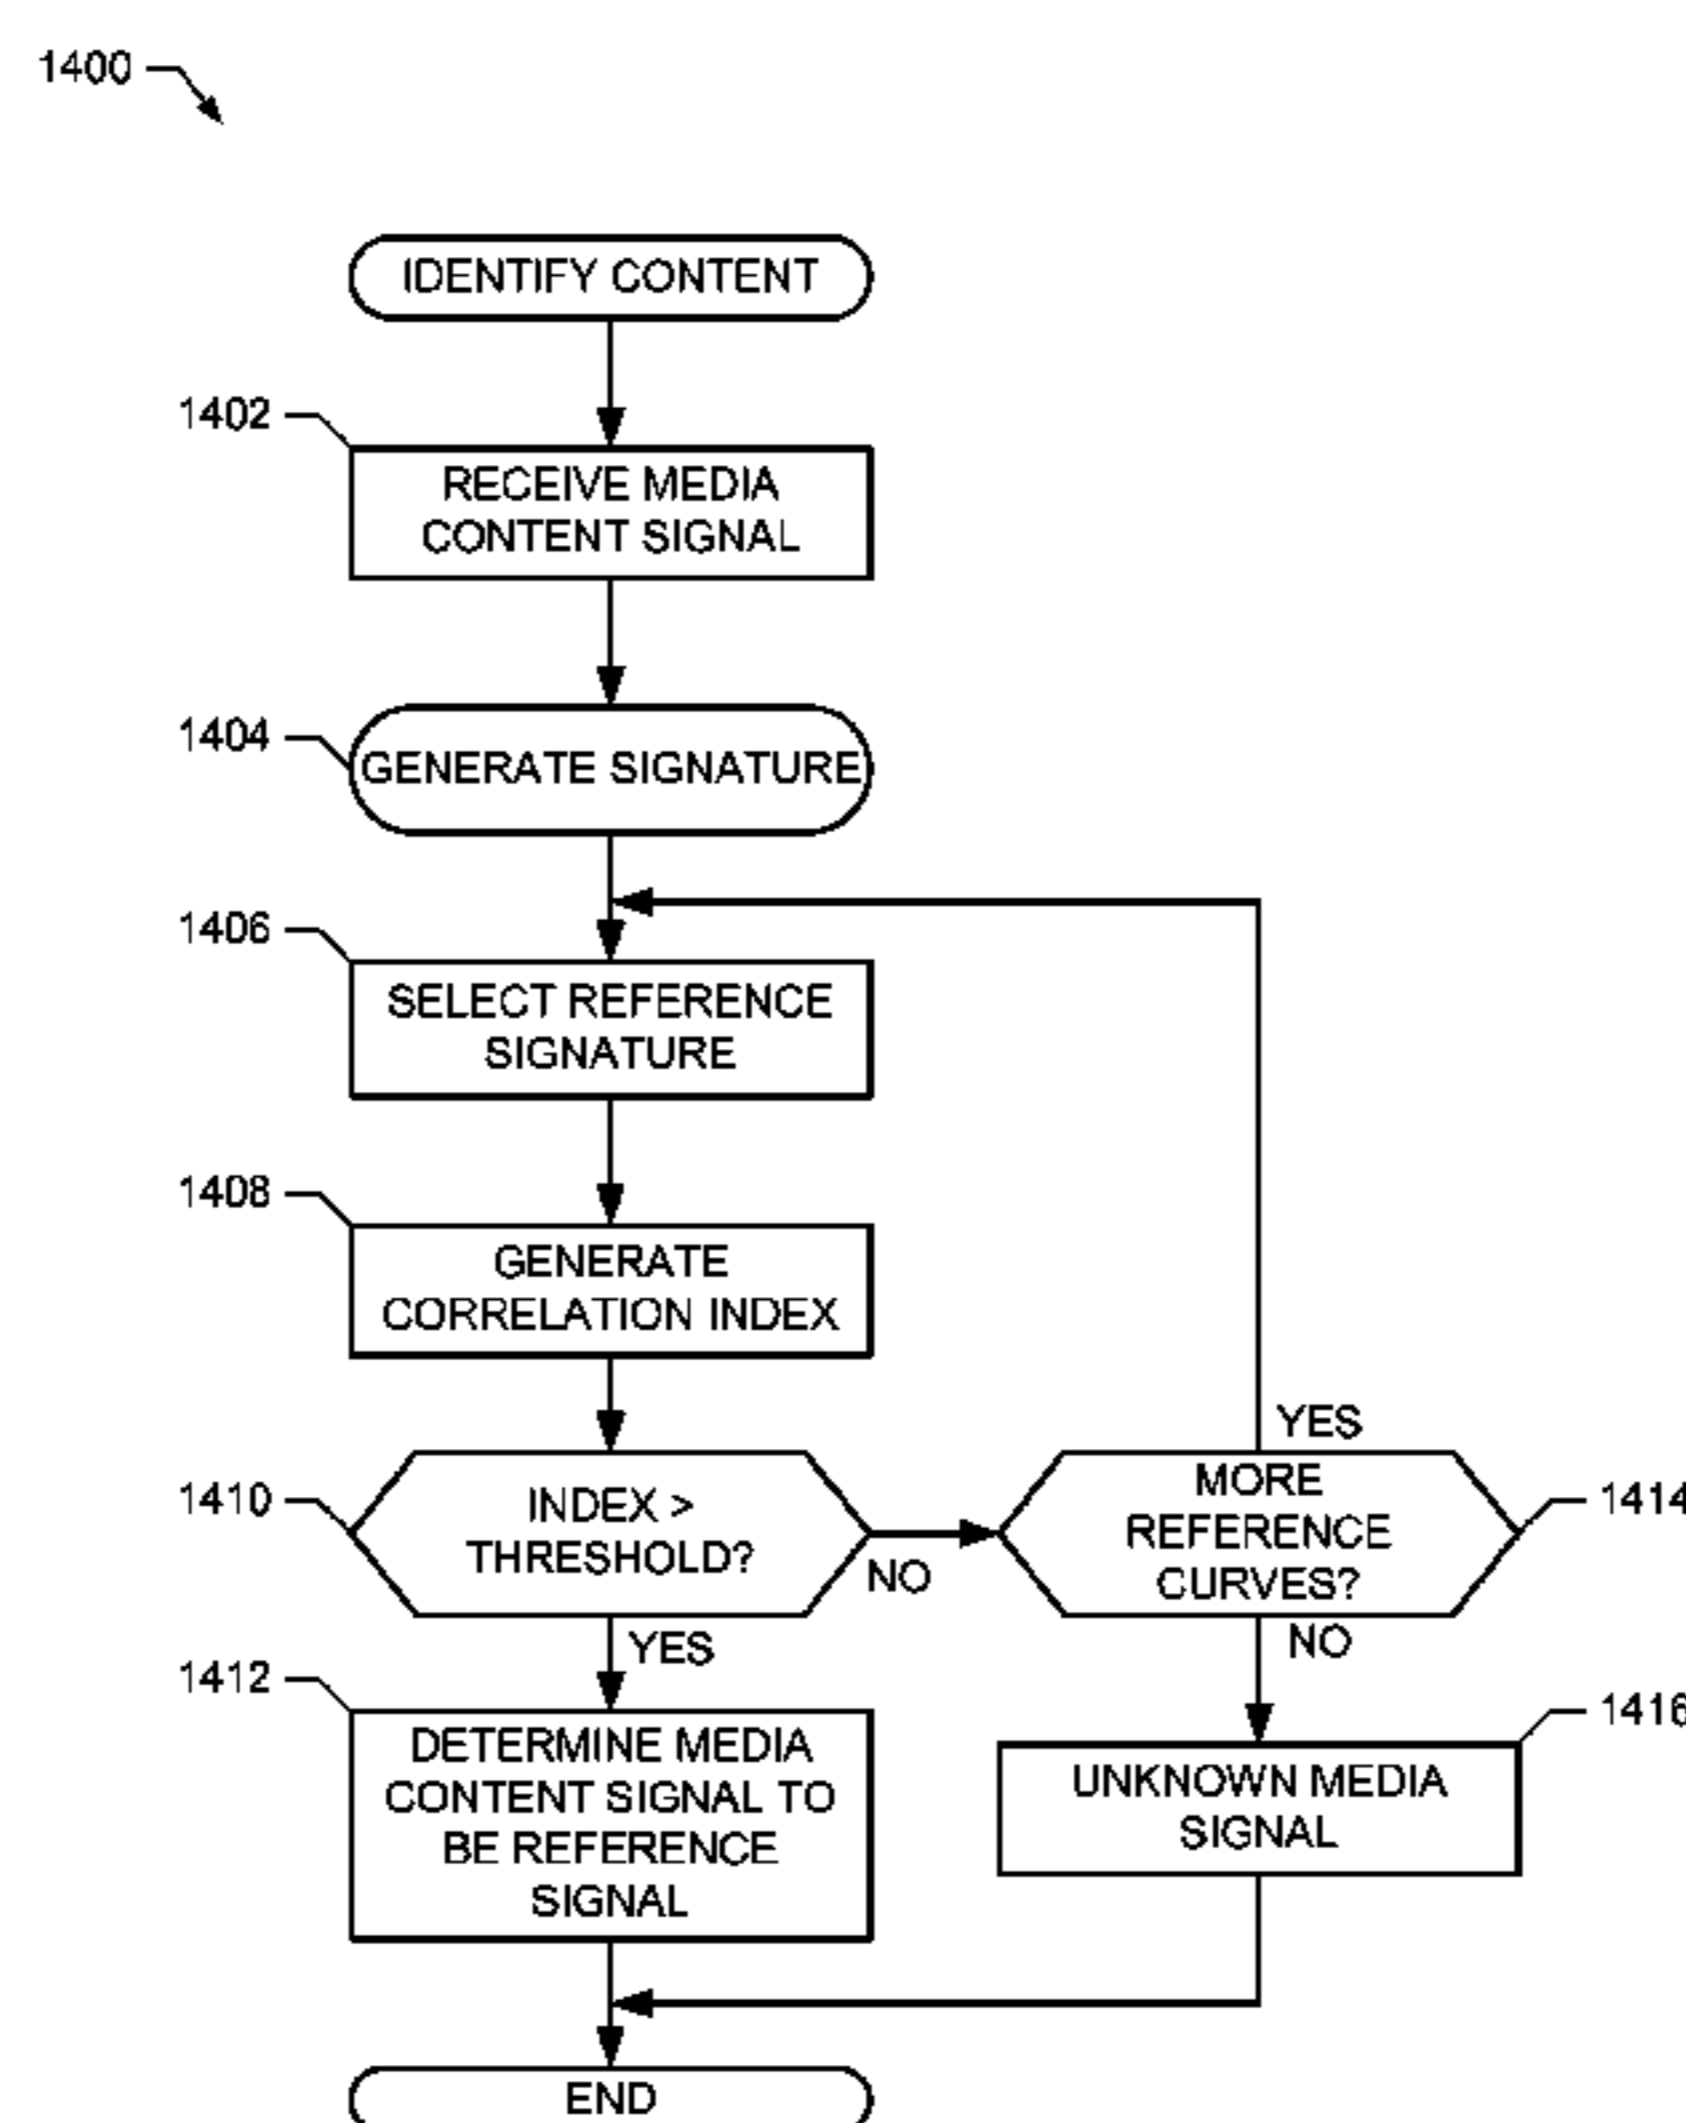 1400
IDENTIFY CONTENT
1402
RECEIVE MEDIA
CONTENT SIGNAL
1404
GENERATE SIGNATURE
1406
SELECT REFERENCE
SIGNATURE
1408
GENERATE
CORRELATION INDEX
1410
INDEX >
THRESHOLD?
NO
YES
MORE
REFERENCE
CURVES?
1414
YES
NO
1412
DETERMINE MEDIA
CONTENT SIGNAL TO
BE REFERENCE
SIGNAL
1416
UNKNOWN MEDIA
SIGNAL
END